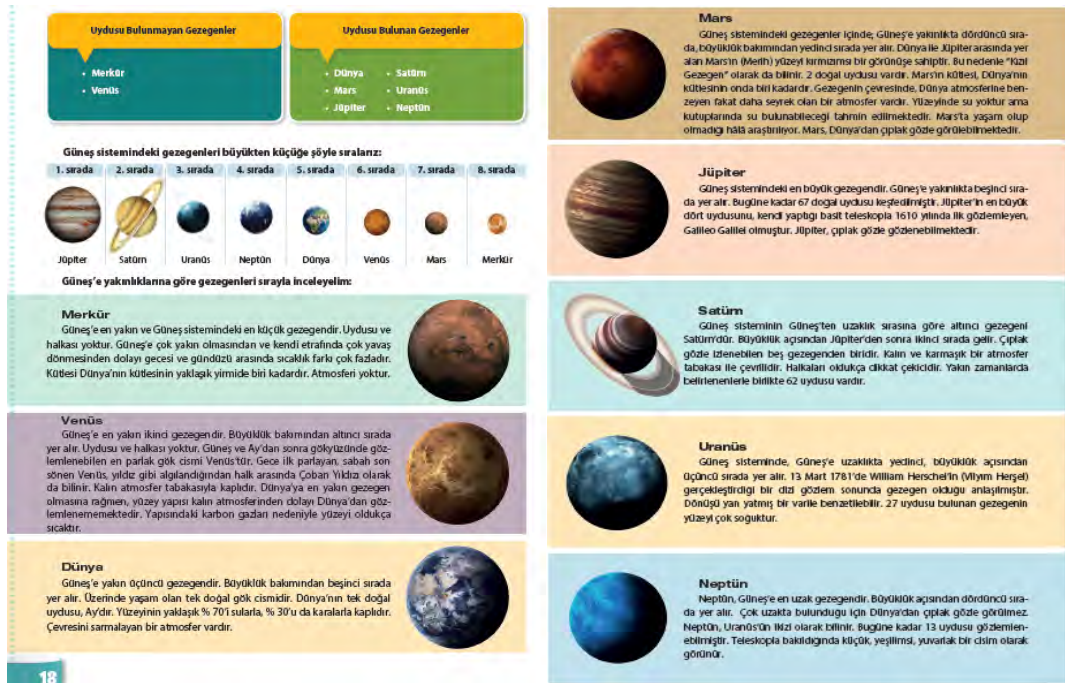 Uydusu Bulunmayan Gezegenler
• Merkür
• Venüs
Uydusu Bulunan Gezegenler
• Dünya
• Mars
• Jüpiter
• Satürn
• Uranüs
• Neptün
Güneş sistemindeki gezegenleri büyükten küçüğe şöyle sıralarız:
1. sırada 2. sırada 3. sırada 4. sırada 5. sırada 6. sırada 7. sırada 8. sırada
Jüpiter Satürn Uranüs Neptün Dünya Venüs Mars Merkür
Güneş'e yakınlıklarına göre gezegenleri sırayla inceleyelim:
Merkür
Güneş'e en yakın ve Güneş sistemindeki en küçük gezegendir. Uydusu ve
halkası yoktur. Güneş'e çok yakın olmasından ve kendi etrafında çok yavaş
dönmesinden dolayı gecesi ve gündüzü arasında sıcaklık farkı çok fazladır.
Kütlesi Dünya'nın kütlesinin yaklaşık yirmide biri kadardır. Atmosferi yoktur.
Venüs
Güneş'e en yakın ikinci gezegendir. Büyüklük bakımından altıncı sırada
yer alır. Uydusu ve halkası yoktur. Güneş ve Ay'dan sonra gökyüzünde göz-
lemlenebilen en parlak gök cismi Venüs'tür. Gece ilk parlayan, sabah son
sönen Venüs, yıldız gibi algılandığından halk arasında Çoban Yıldızı olarak
da bilinir. Kalın atmosfer tabakasıyla kaplıdır. Dünya'ya en yakın gezegen
olmasına rağmen, yüzey yapısı kalın atmosferinden dolayı Dünya'dan göz-
lemlenememektedir. Yapısındaki karbon gazları nedeniyle yüzeyi oldukça
sıcaktır.
Dünya
Güneş'e yakın üçüncü gezegendir. Büyüklük bakımından beşinci sırada
yer alır. Üzerinde yaşam olan tek doğal gök cismidir. Dünya'nın tek doğal
uydusu, Ay'dır. Yüzeyinin yaklaşık % 70'i sularla, % 30'u da karalarla kaplıdır.
Çevresini sarmalayan bir atmosfer vardır.
18
Mars
Güneş sistemindeki gezegenler içinde; Güneş'e yakınlıkta dördüncü sıra-
da, büyüklük bakımından yedinci sırada yer alır. Dünya ile Jüpiter arasında yer
alan Mars'ın (Merih) yüzeyi kırmızımsı bir görünüşe sahiptir. Bu nedenle "Kızıl
Gezegen" olarak da bilinir. 2 doğal uydusu vardır. Mars'ın kütlesi, Dünya'nın
kütlesinin onda biri kadardır. Gezegenin çevresinde, Dünya atmosferine ben-
zeyen fakat daha seyrek olan bir atmosfer vardır. Yüzeyinde su yoktur ama
kutuplarında su bulunabileceği tahmin edilmektedir. Mars'ta yaşam olup
olmadığı hâlâ araştırılıyor. Mars, Dünya'dan çıplak gözle görülebilmektedir.
Jüpiter
Güneş sistemindeki en büyük gezegendir. Güneş'e yakınlıkta beşinci sıra-
da yer alır. Bugüne kadar 67 doğal uydusu keşfedilmiştir. Jüpiter'in en büyük
dört uydusunu, kendi yaptığı basit teleskopla 1610 yılında ilk gözlemleyen,
Galileo Galilei olmuştur. Jüpiter, çıplak gözle gözlenebilmektedir.
Satürn
Güneş sisteminin Güneş'ten uzaklık sırasına göre altıncı gezegeni
Satürn'dür. Büyüklük açısından Jüpiter'den sonra ikinci sırada gelir. Çıplak
gözle izlenebilen beş gezegenden biridir. Kalın ve karmaşık bir atmosfer
tabakası ile çevrilidir. Halkaları oldukça dikkat çekicidir. Yakın zamanlarda
belirlenenlerle birlikte 62 uydusu vardır.
Uranüs
Güneş sisteminde, Güneş'e uzaklıkta yedinci, büyüklük açısından
üçüncü sırada yer alır. 13 Mart 1781'de William Herschel'in (Vilyım Herşel)
gerçekleştirdiği bir dizi gözlem sonunda gezegen olduğu anlaşılmıştır.
Dönüşü yan yatmış bir varile benzetilebilir. 27 uydusu bulunan gezegenin
yüzeyi çok soğuktur.
Neptün
Neptün, Güneş'e en uzak gezegendir. Büyüklük açısından dördüncü sıra-
da yer alır. Çok uzakta bulunduğu için Dünya'dan çıplak gözle görülmez.
Neptün, Uranüs'ün ikizi olarak bilinir. Bugüne kadar 13 uydusu gözlemlen-
ebilmiştir. Teleskopla bakıldığında küçük, yeşilimsi, yuvarlak bir cisim olarak
görünür.